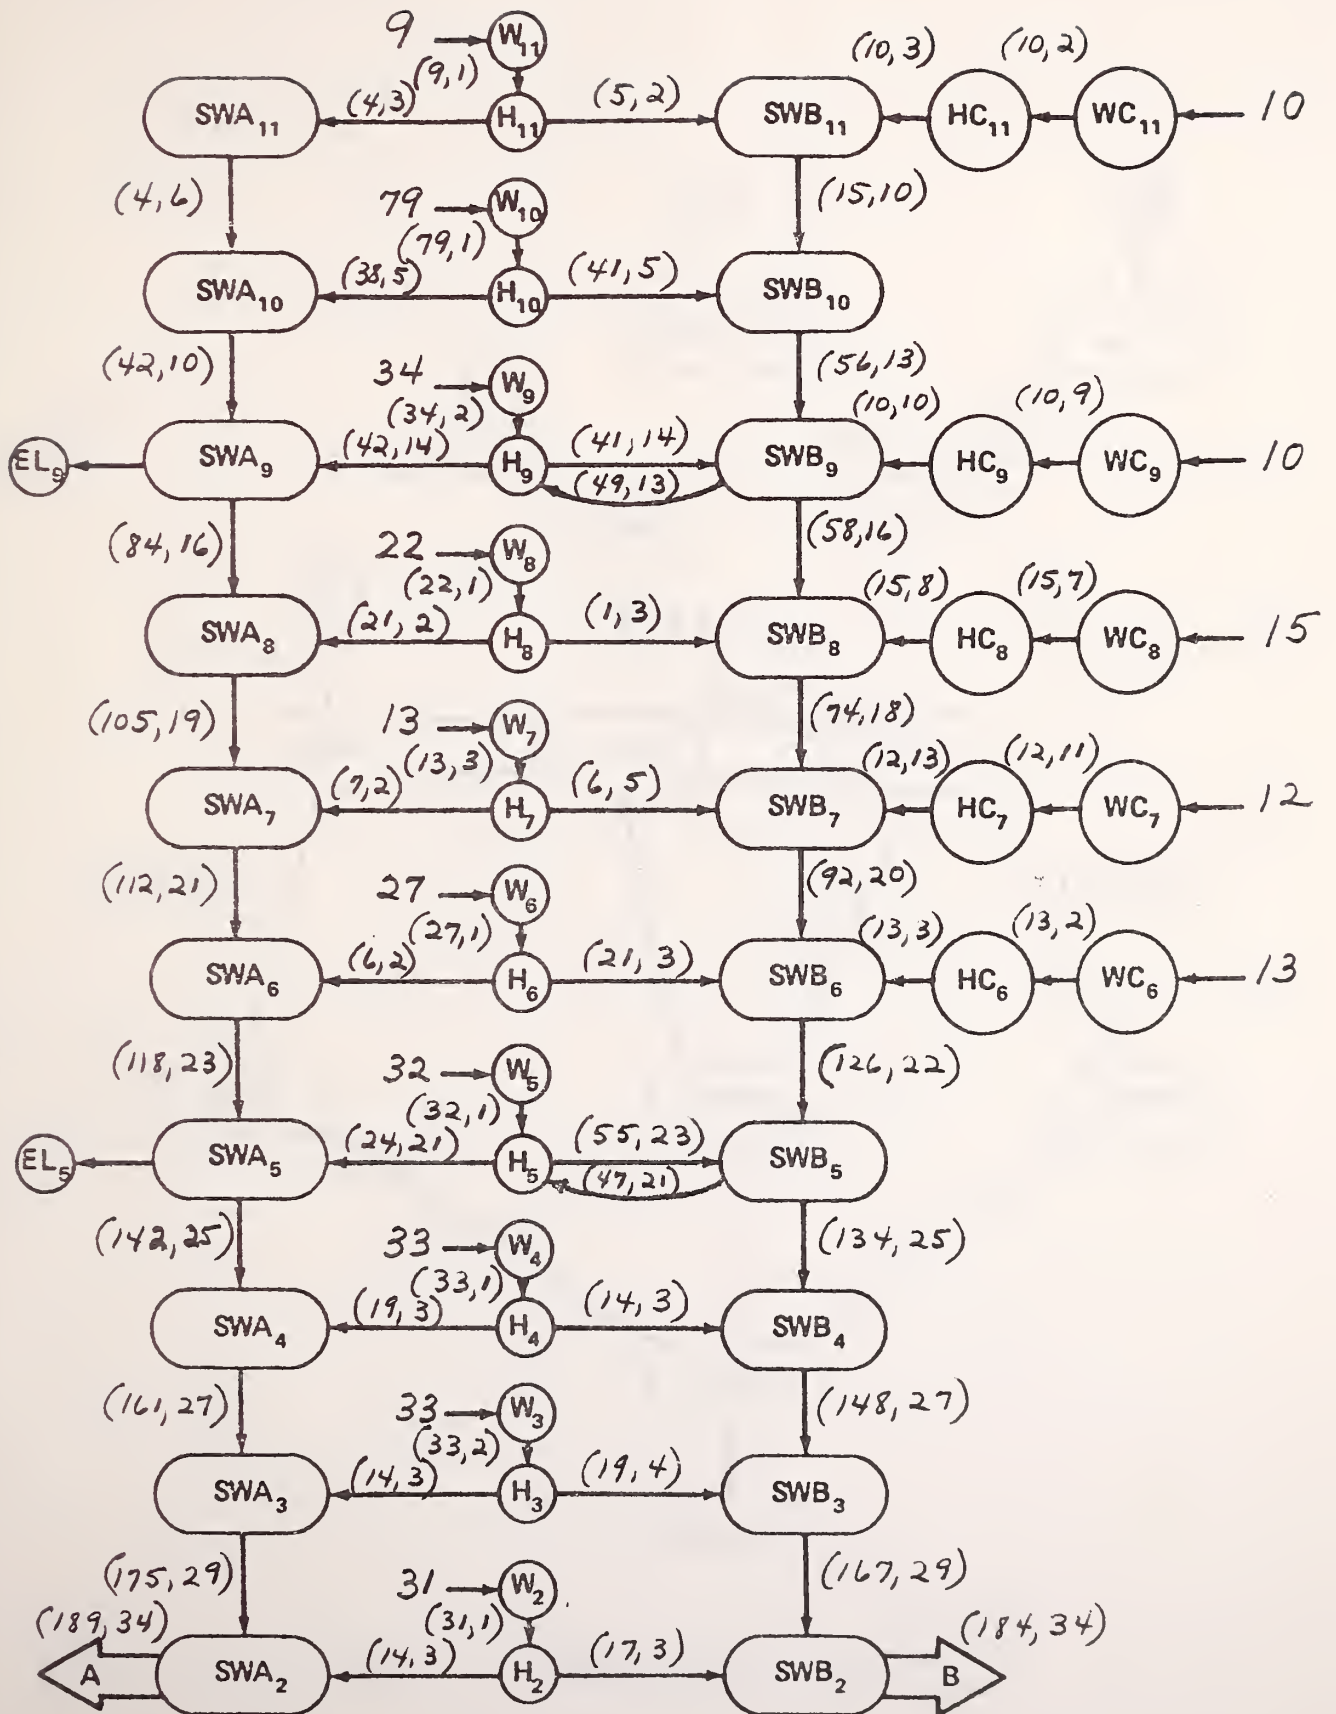 9 W₁₁
(9,1) (10,3) (10,2)
SWA₁₁ (4,3) H₁₁ (5,2) SWB₁₁ HC₁₁ WC₁₁ 10
(4,6) 79 W₁₀ (15,10)
(79,1)
SWA₁₀ (38,5) H₁₀ (41,5) SWB₁₀
(42,10) 34 W₉ (56,13)
(34,2) (10,10) (10,9)
EL₉ SWA₉ (42,14) H₉ (41,14) SWB₉ HC₉ WC₉ 10
(49,13)
(84,16) 22 W₈ (58,16)
(22,1) (15,8) (15,7)
SWA₈ (21,2) H₈ (1,3) SWB₈ HC₈ WC₈ 15
(105,19) 13 W₇ (74,18)
(13,3) (12,13) (12,11)
SWA₇ (7,2) H₇ (6,5) SWB₇ HC₇ WC₇ 12
(112,21) 27 W₆ (92,20)
(27,1) (13,3) (13,2)
SWA₆ (6,2) H₆ (21,3) SWB₆ HC₆ WC₆ 13
(118,23) 32 W₅ (126,22)
(32,1)
EL₅ SWA₅ (24,21) H₅ (55,23) SWB₅
(47,21)
(142,25) 33 W₄ (134,25)
(33,1)
SWA₄ (19,3) H₄ (14,3) SWB₄
(161,27) 33 W₃ (148,27)
(33,2)
SWA₃ (14,3) H₃ (19,4) SWB₃
(175,29) 31 W₂ (167,29)
(189,34) (31,1) (184,34)
A SWA₂ (14,3) H₂ (17,3) SWB₂ B